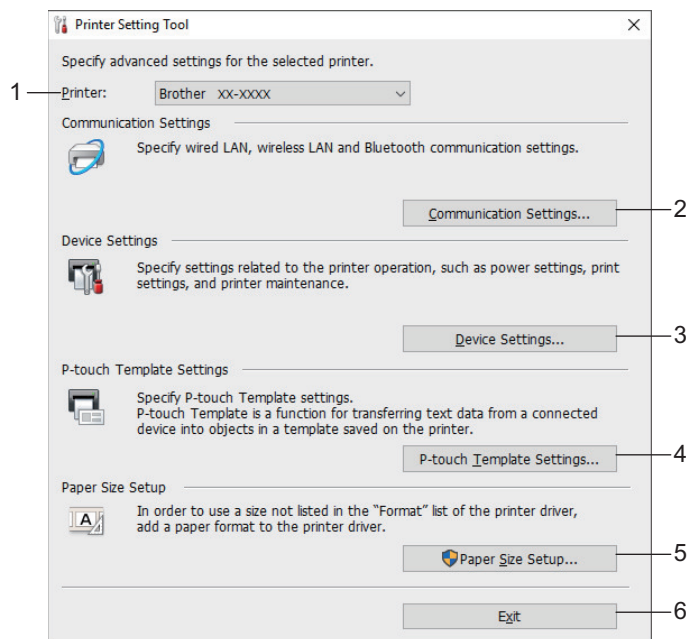 Printer Setting Tool
Specify advanced settings for the selected printer.
1 Printer: Brother XX-XXXX
Communication Settings
Specify wired LAN, wireless LAN and Bluetooth communication settings.
Communication Settings... 2
Device Settings
Specify settings related to the printer operation, such as power settings, print
settings, and printer maintenance.
Device Settings... 3
P-touch Template Settings
Specify P-touch Template settings.
P-touch Template is a function for transferring text data from a connected
device into objects in a template saved on the printer.
P-touch Template Settings... 4
Paper Size Setup
A
In order to use a size not listed in the "Format" list of the printer driver,
add a paper format to the printer driver.
Paper Size Setup... 5
Exit 6